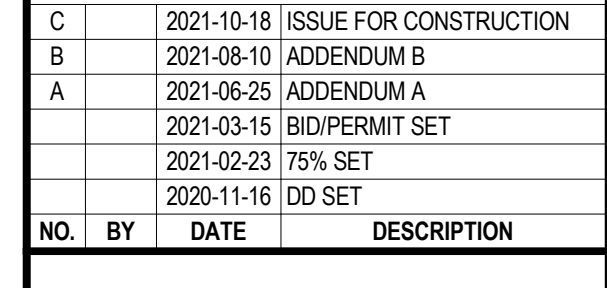 C 2021-10-18 ISSUE FOR CONSTRUCTION
B 2021-08-10 ADDENDUM B
A 2021-06-25 ADDENDUM A
2021-03-15 BID/PERMIT SET
2021-02-23 75% SET
2020-11-16 DD SET
NO. BY DATE DESCRIPTION